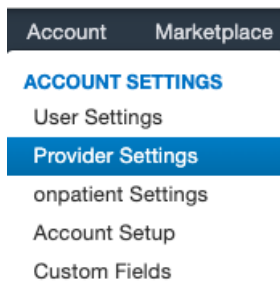 Account Marketplace
ACCOUNT SETTINGS
User Settings
Provider Settings
onpatient Settings
Account Setup
Custom Fields